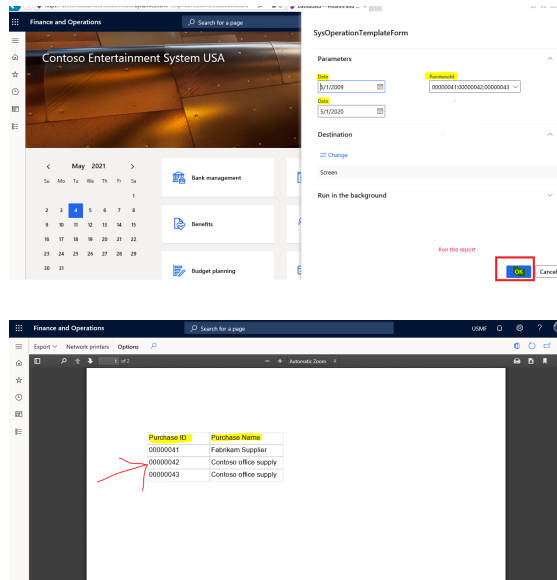 Finance and Operations
Search for a page
SysOperationTemplateForm
Contoso Entertainment System USA
Parameters
Date
PurchaseId
5/1/2009
00000041;00000042;00000043
Date
5/1/2020
Destination
Change
Screen
Run in the background
May 2021
Su Mo Tu We Th Fr Sa
1
2 3 4 5 6 7 8
9 10 11 12 13 14 15
16 17 18 19 20 21 22
23 24 25 26 27 28 29
30 31
Bank management
Benefits
Budget planning
Run the report
OK
Cancel
Finance and Operations
Search for a page
USMF
?
Export
Network printers
Options
1 of 2
Automatic Zoom
Purchase ID Purchase Name
00000041 Fabrikam Supplier
00000042 Contoso office supply
00000043 Contoso office supply